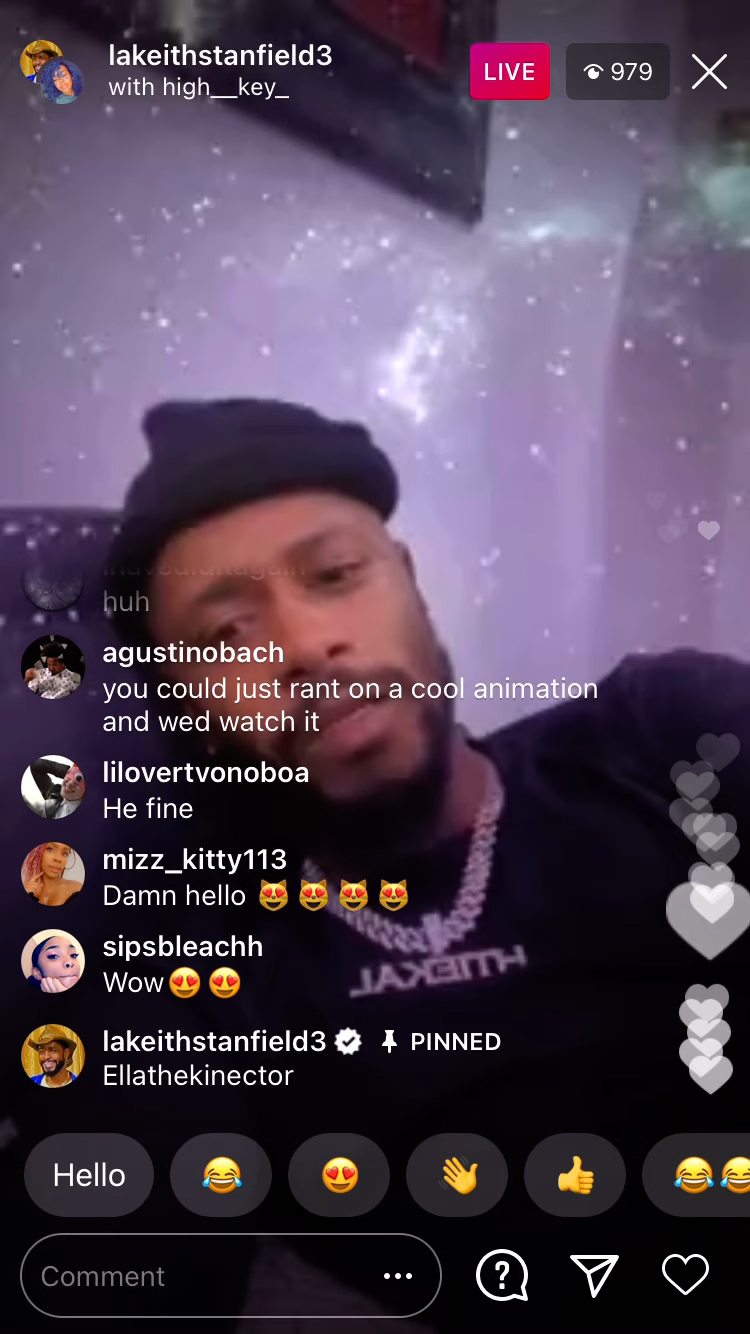 lakeithstanfield3
with high__key_
LIVE
979
huh
agustinobach
you could just rant on a cool animation
and wed watch it
lilovertvonoboa
He fine
mizz_kitty113
Damn hello 😻 😻 😻 😻
sipsbleachh
Wow😍 😍
lakeithstanfield3 PINNED
Ellathekinector
Hello 😂 😍 👋 👍 😂😂
Comment